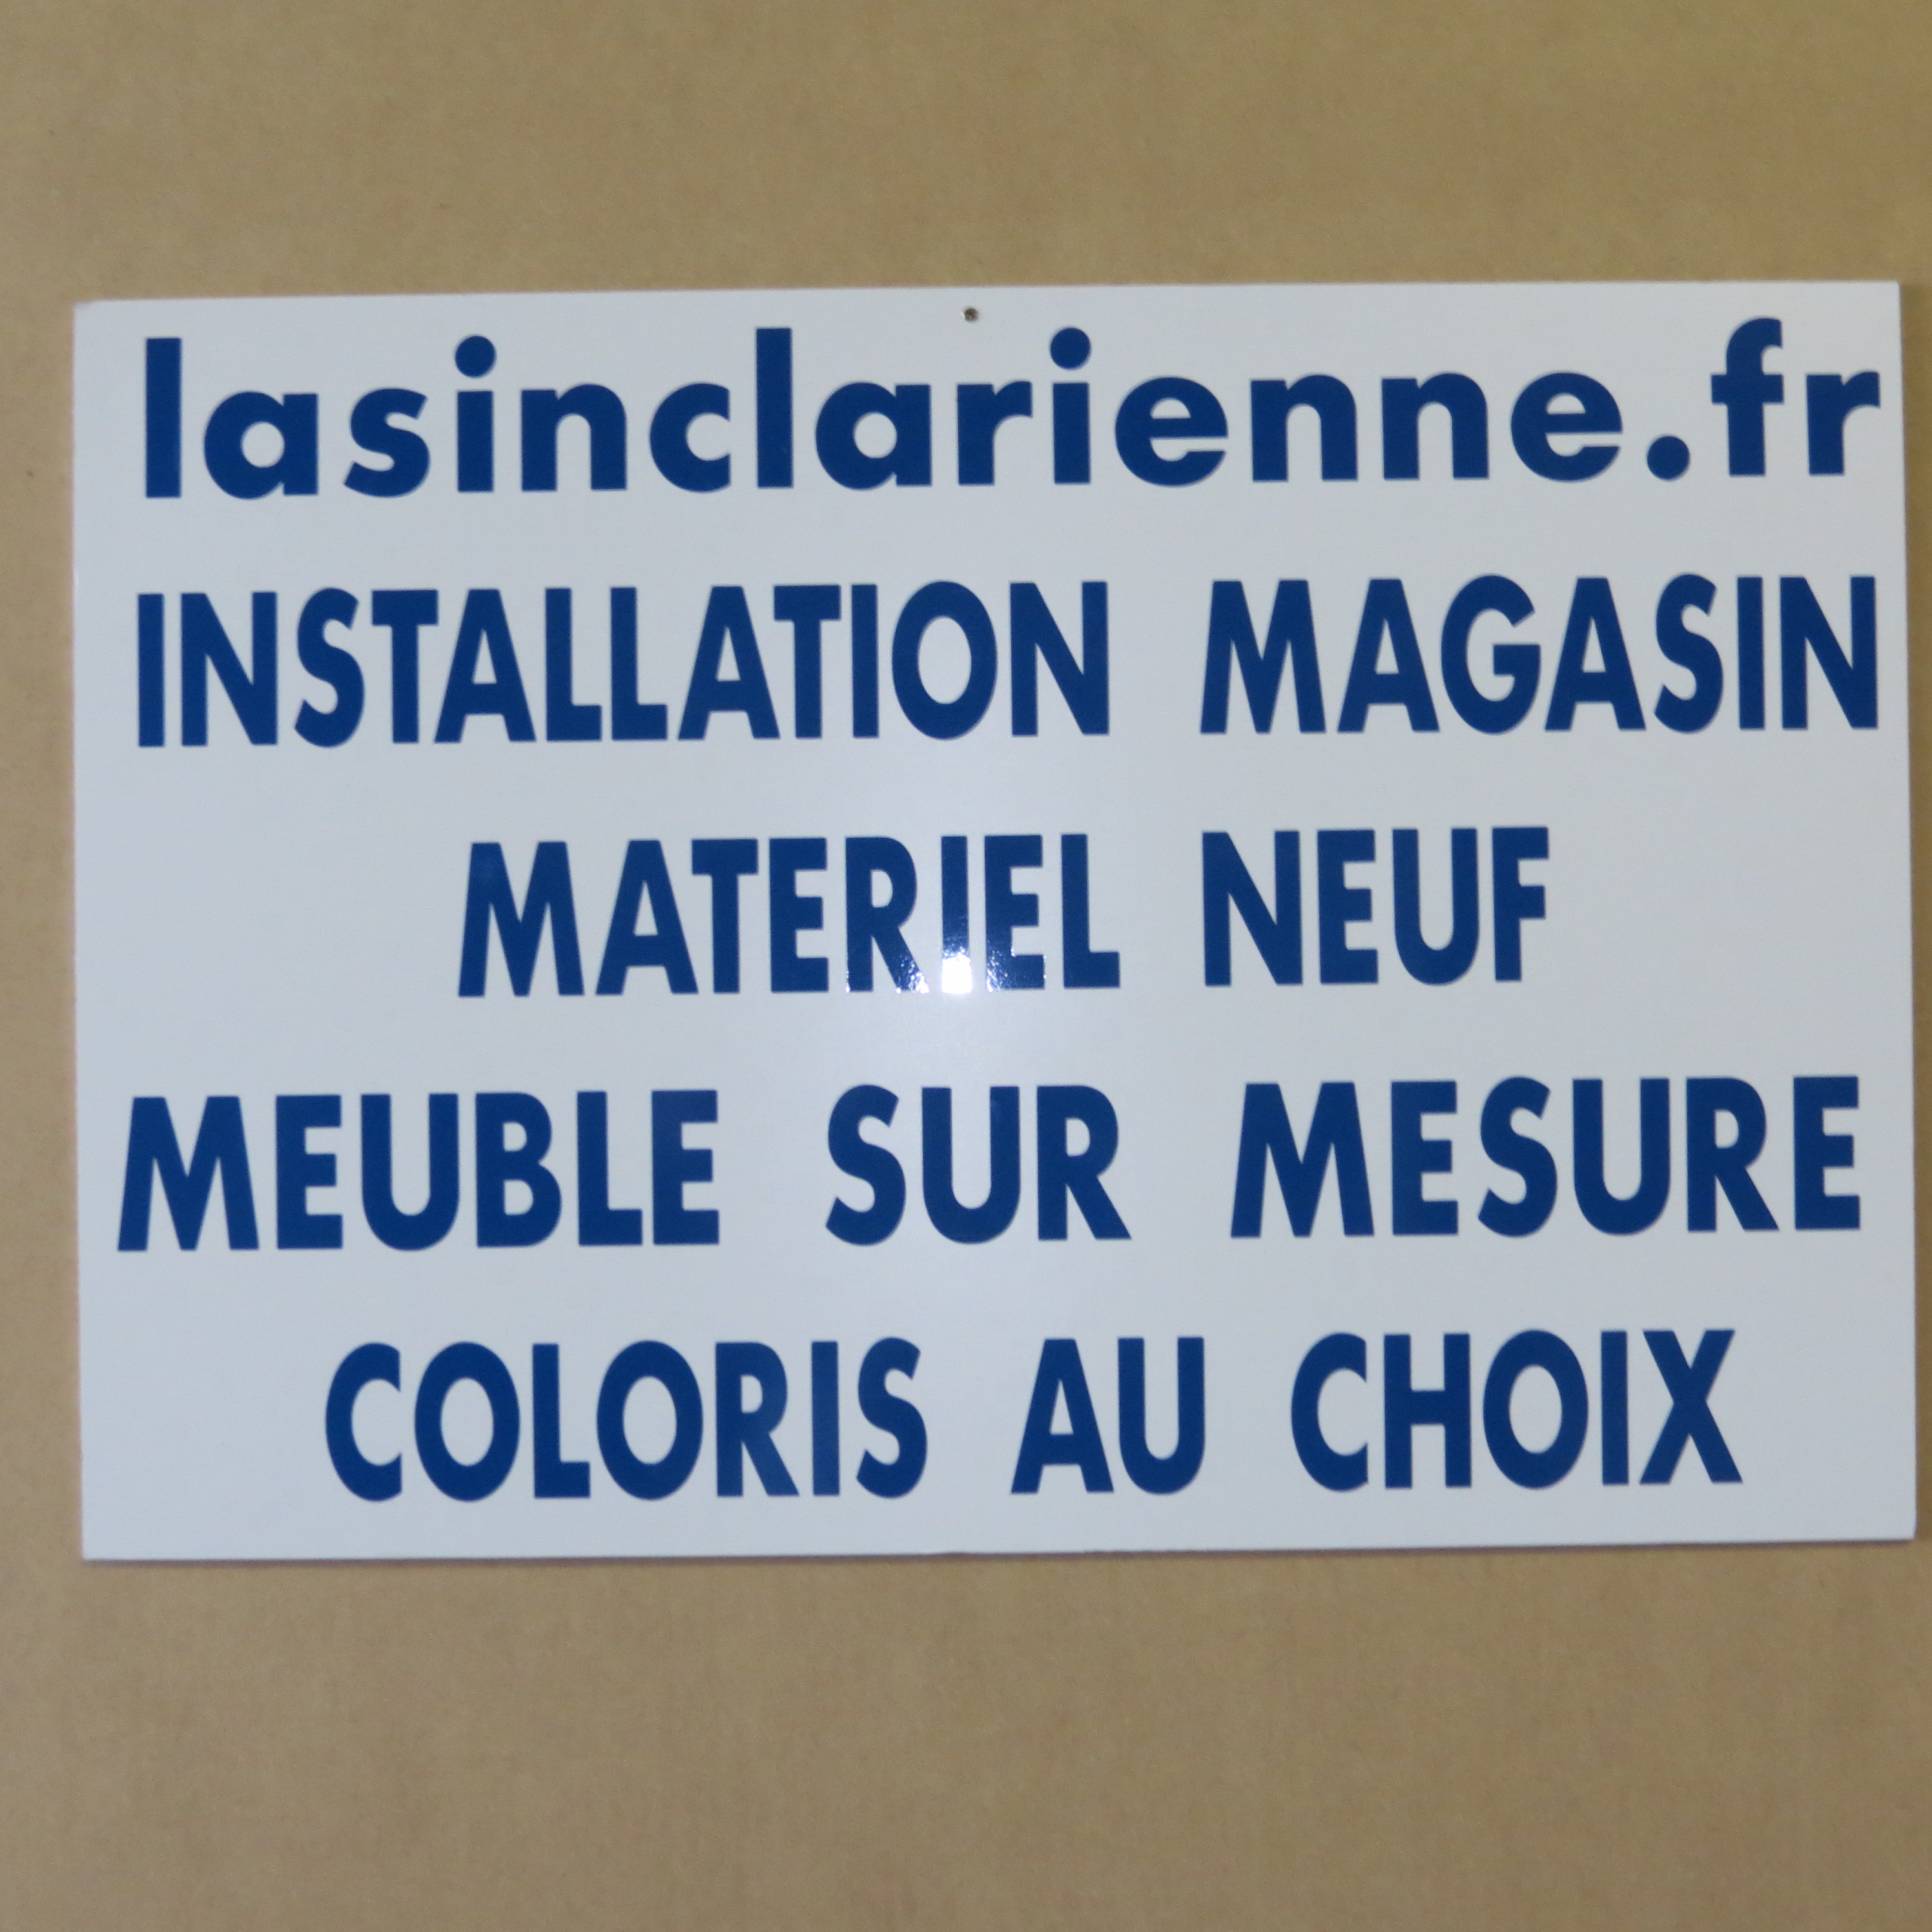 lasinclarienne.fr
INSTALLATION MAGASIN
MATERIEL NEUF
MEUBLE SUR MESURE
COLORIS AU CHOIX